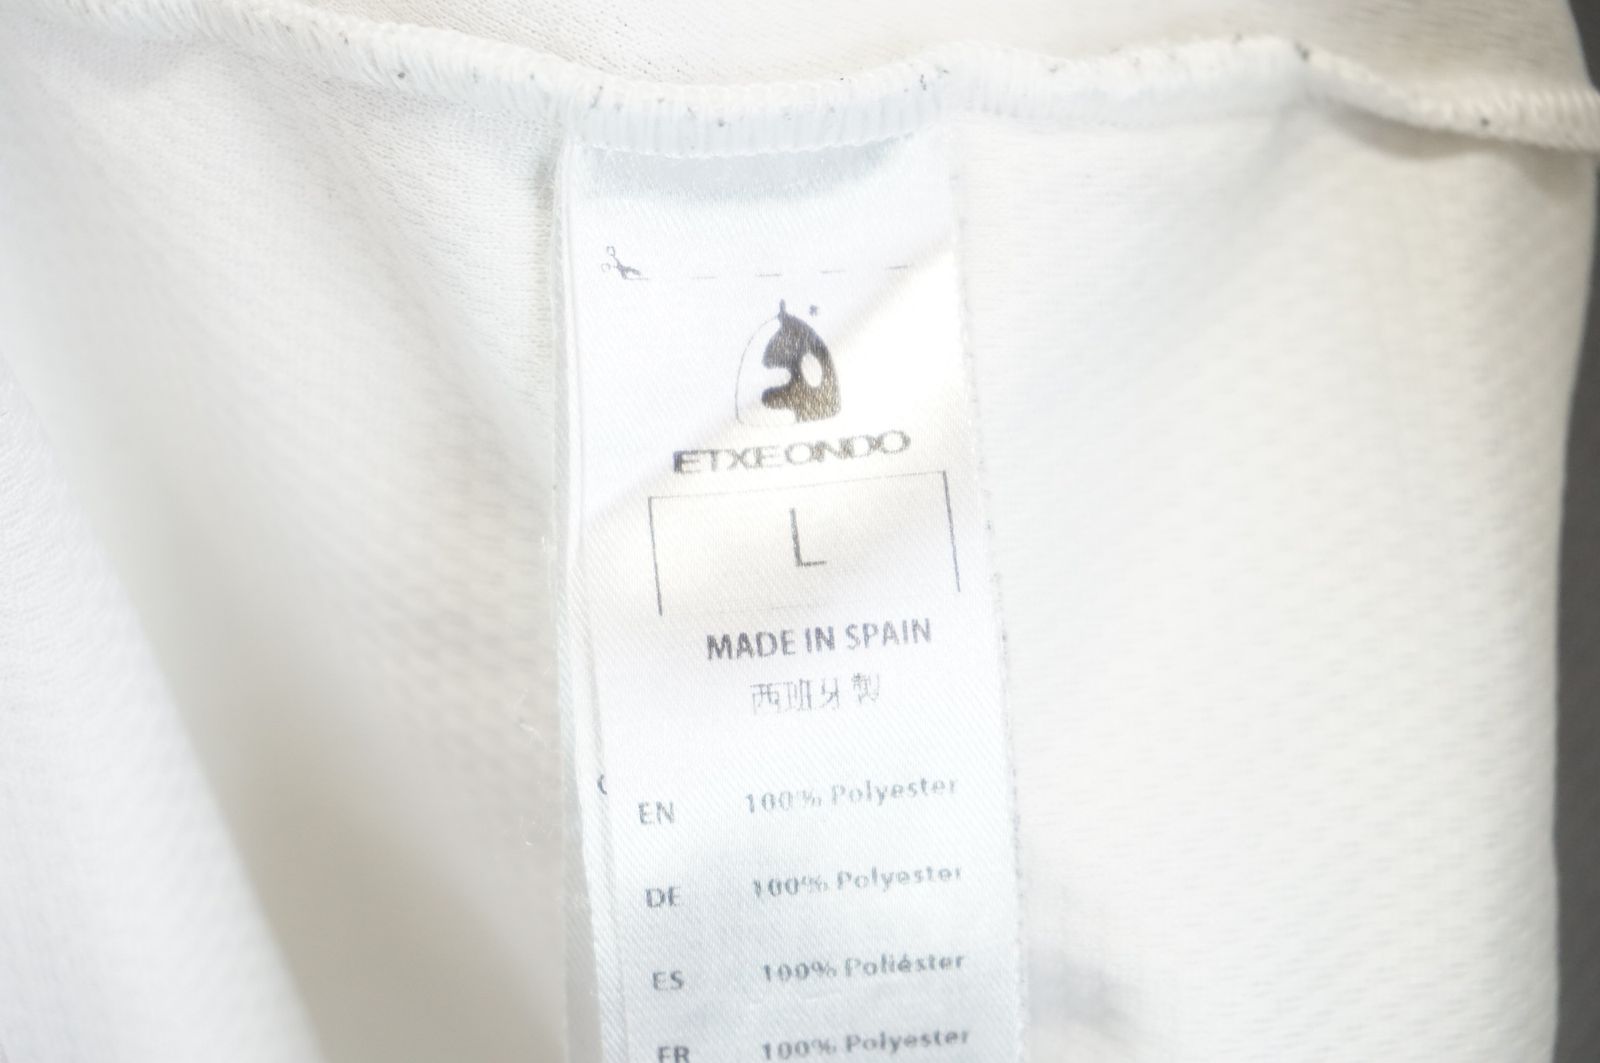 ETXEONDO
L
MADE IN SPAIN
西班牙製
EN 100% Polyester
DE 100% Polyester
ES 100% Poliéster
FR 100% Polyester